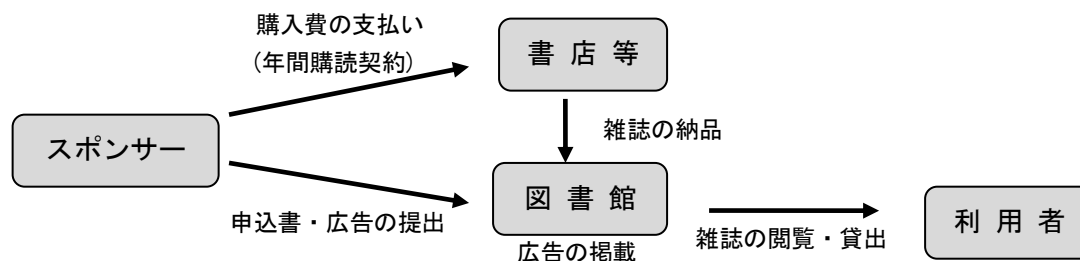 購入費の支払い
(年間購読契約)
書店等
スポンサー
雑誌の納品
図書館
申込書・広告の提出
広告の掲載
雑誌の閲覧・貸出
利用者